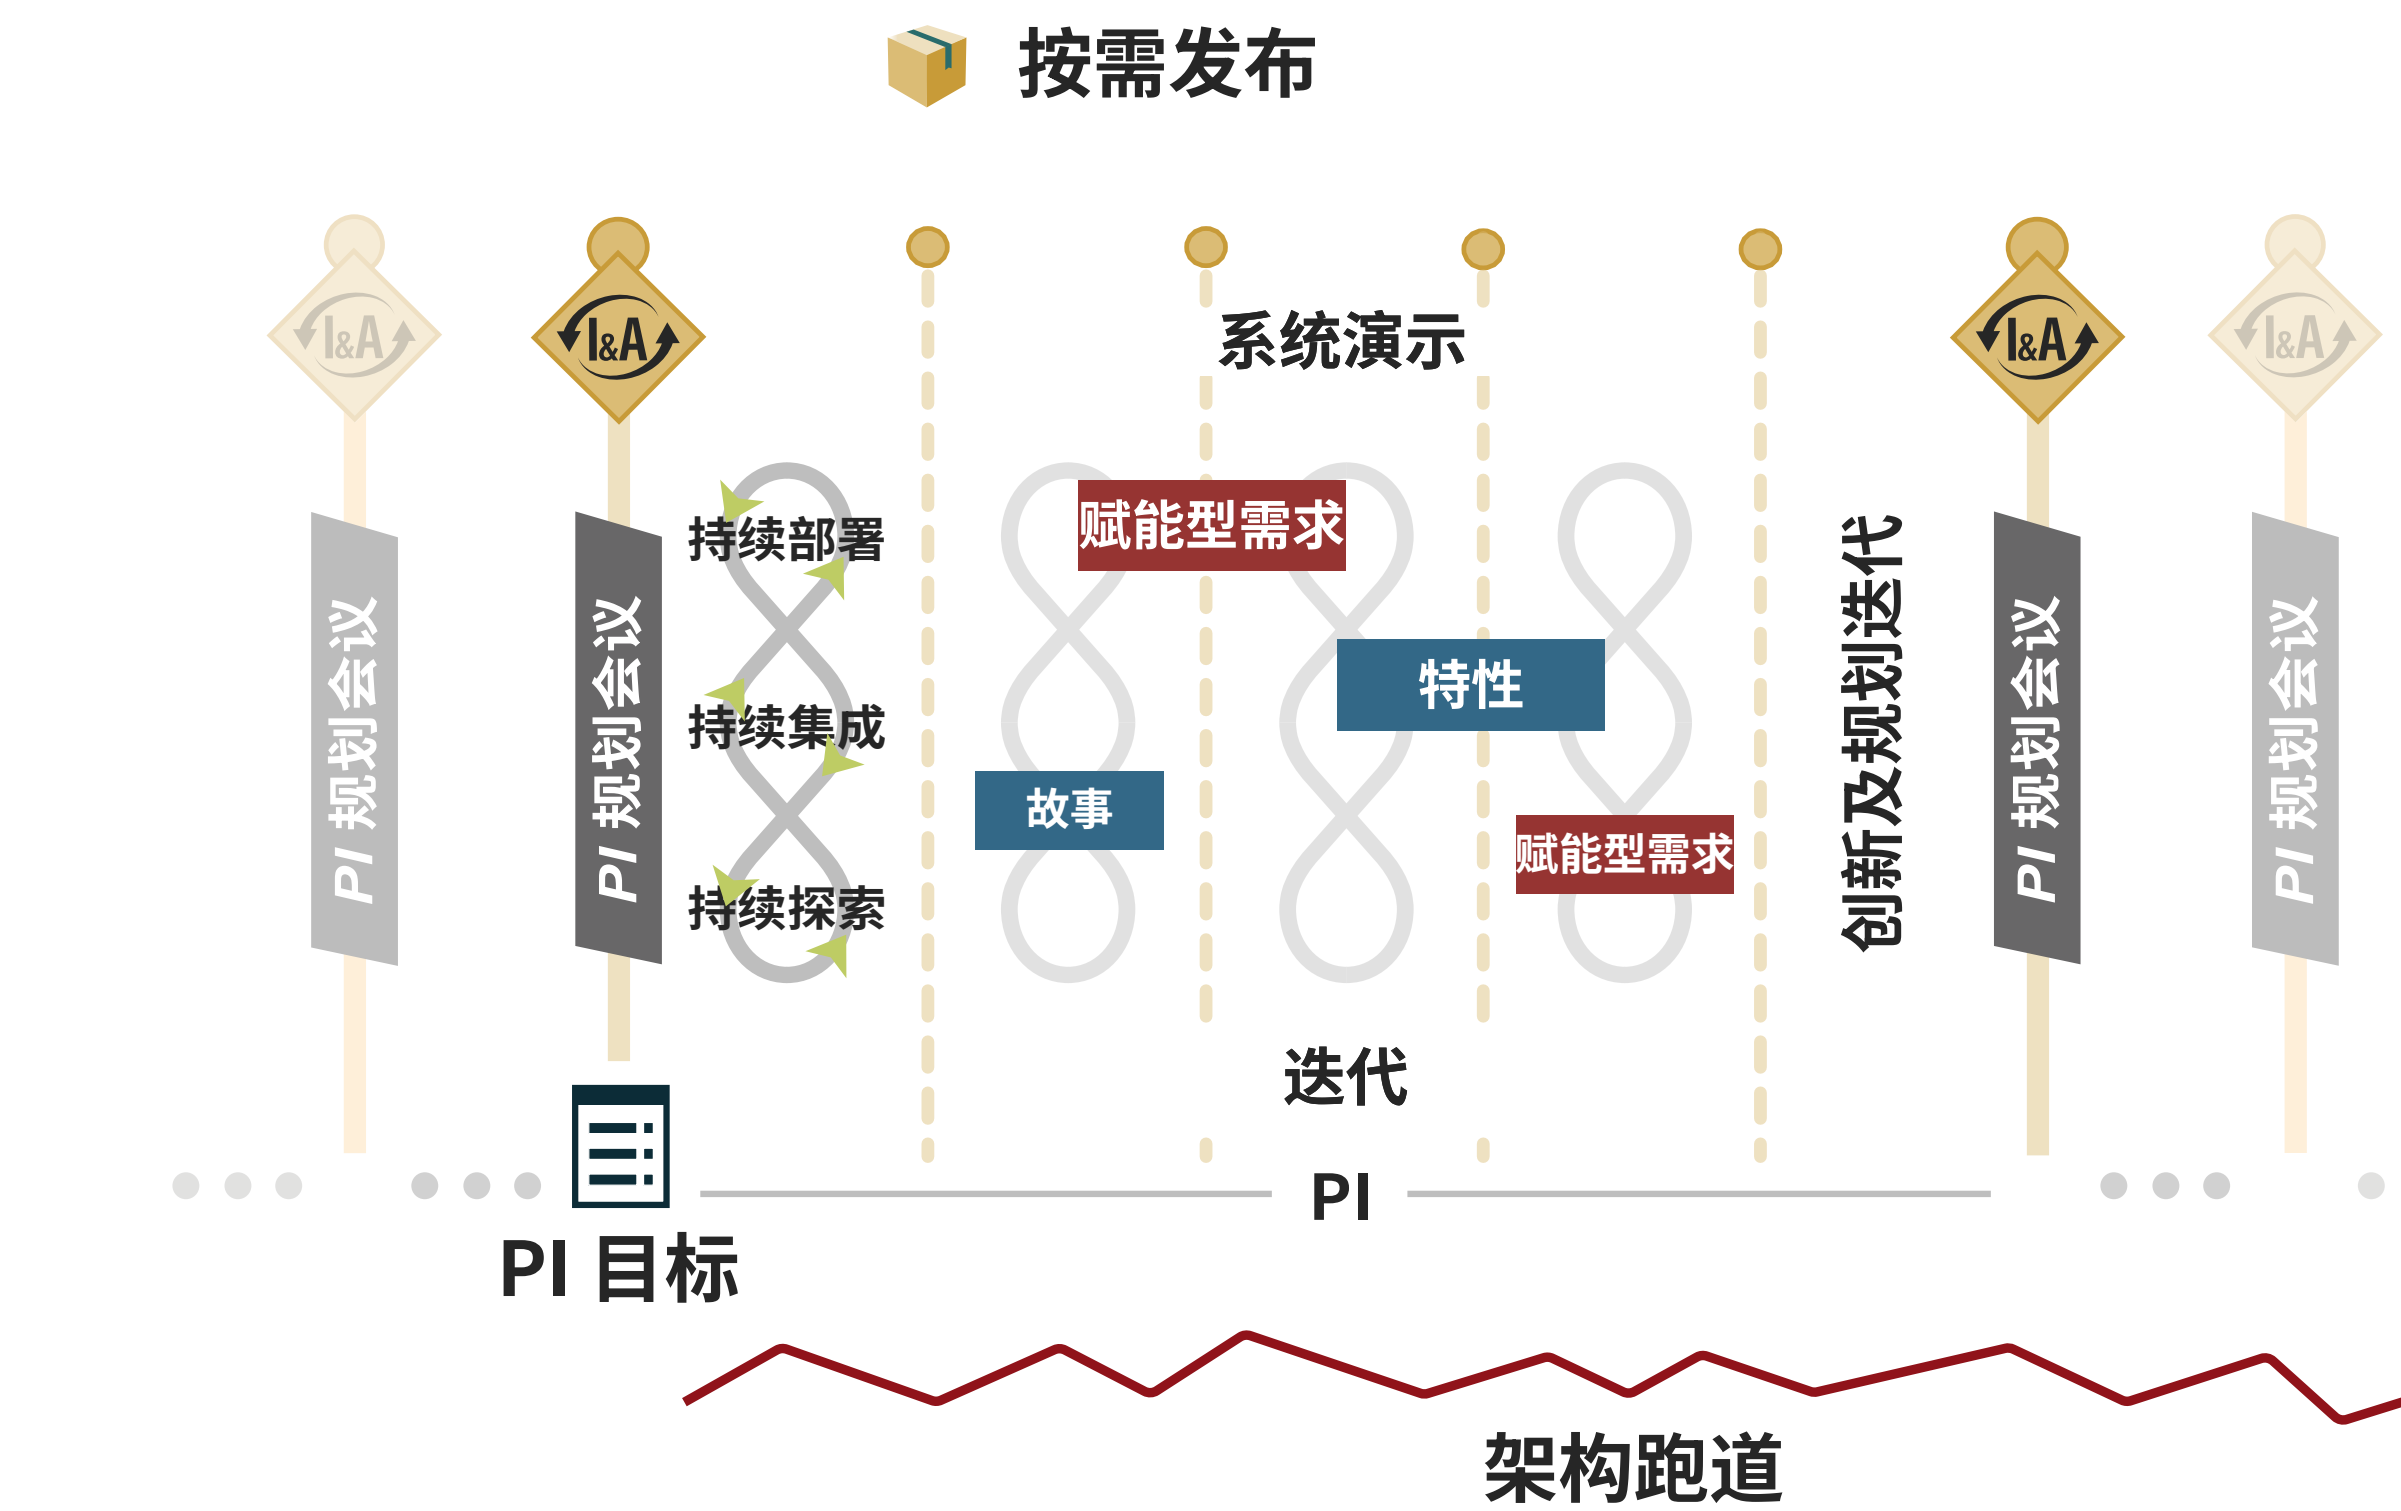 按需发布
I&A
I&A
I&A
I&A
系统演示
持续部署
赋能型需求
特性
持续集成
故事
赋能型需求
持续探索
PI 规划会议
PI 规划会议
创新及规划迭代
PI 规划会议
PI 规划会议
迭代
PI
PI 目标
架构跑道